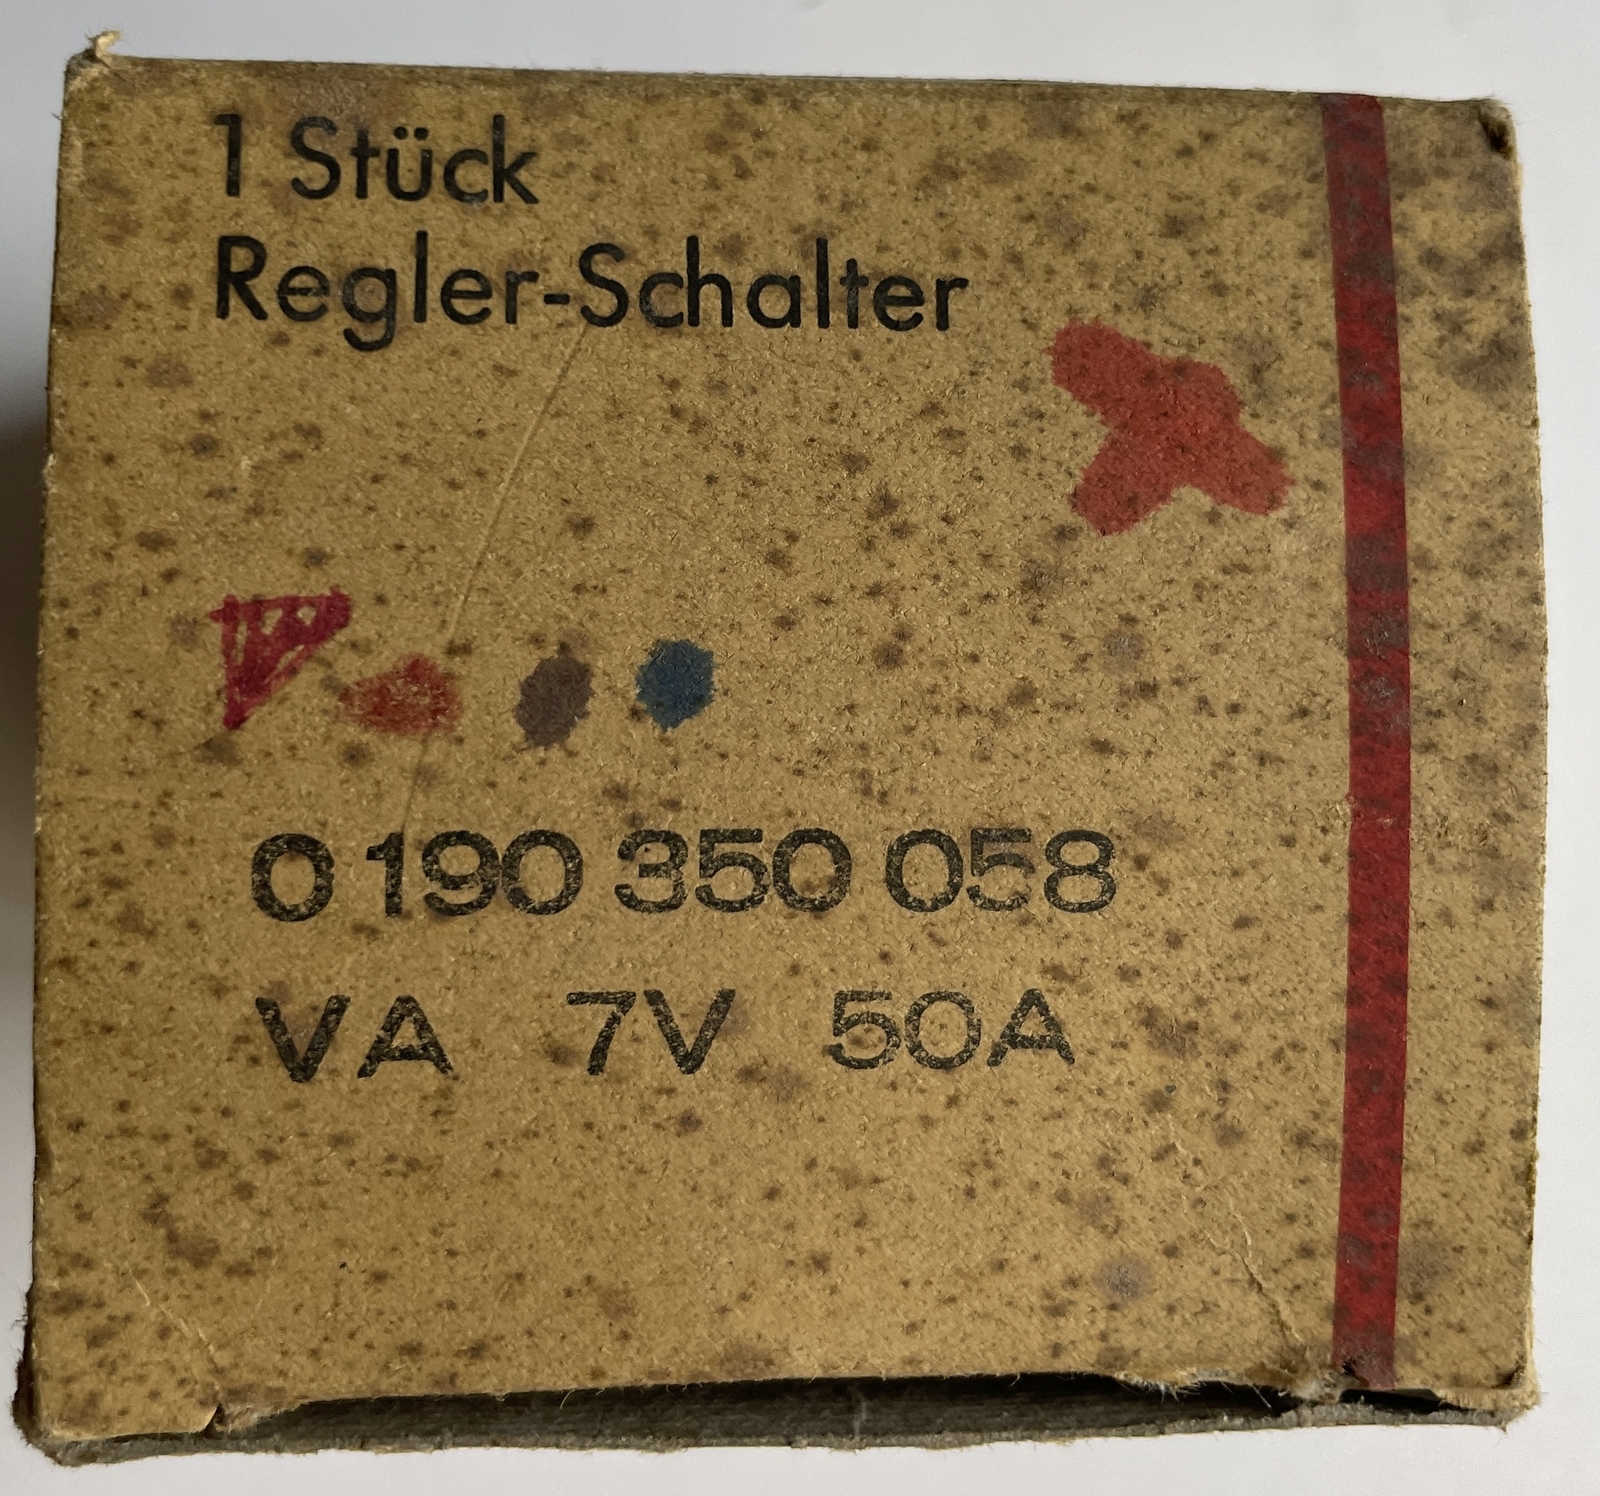 1 Stück
Regler-Schalter
0 190 350 058
VA 7V 50A